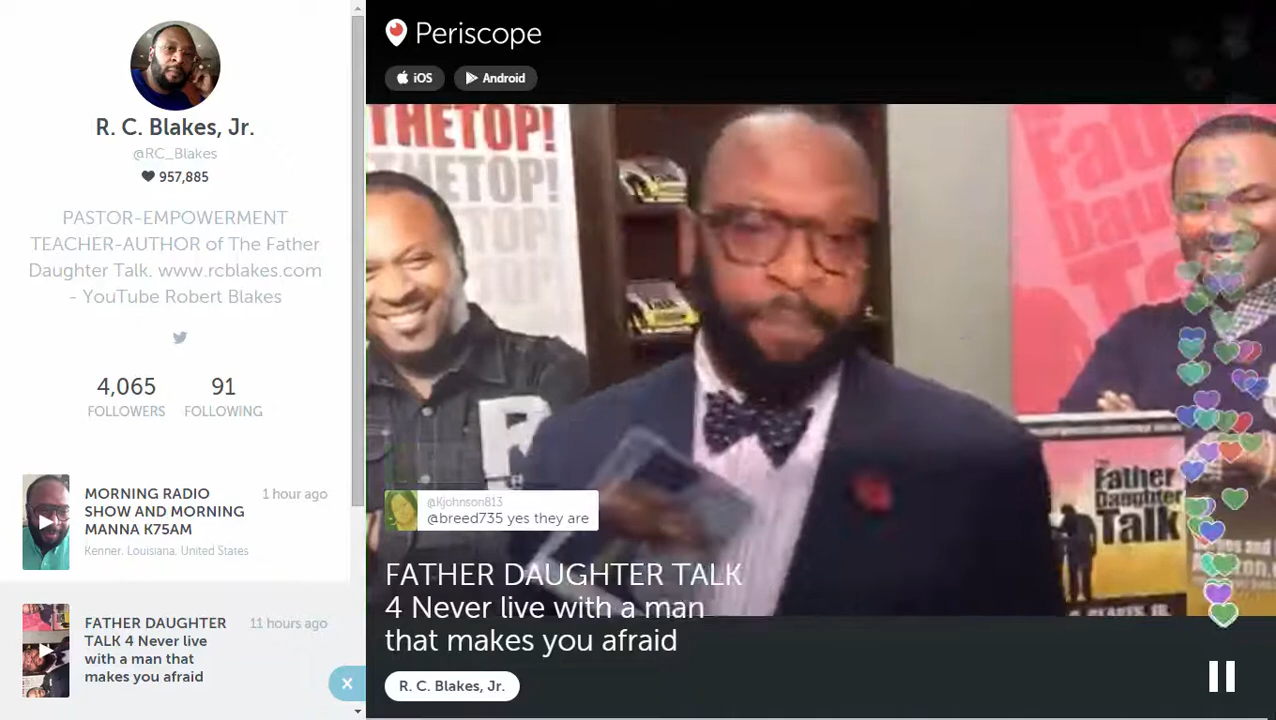 R. C. Blakes, Jr.
@RC_Blakes
957,885
PASTOR-EMPOWERMENT
TEACHER-AUTHOR of The Father
Daughter Talk. www.rcblakes.com
- YouTube Robert Blakes
4,065
91
FOLLOWERS
FOLLOWING
MORNING RADIO
SHOW AND MORNING
MANNA K75AM
1 hour ago
Kenner, Louisiana, United States
FATHER DAUGHTER
TALK 4 Never live
with a man that
makes you afraid
11 hours ago
Periscope
iOS
Android
THETOP!
THETOP!
TOP!
Father
Daughter
Talk
@Kjohnson813
@breed735 yes they are
FATHER DAUGHTER TALK
4 Never live with a man
that makes you afraid
R. C. Blakes, Jr.